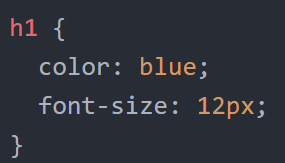 h1 {
  color: blue;
  font-size: 12px;
}